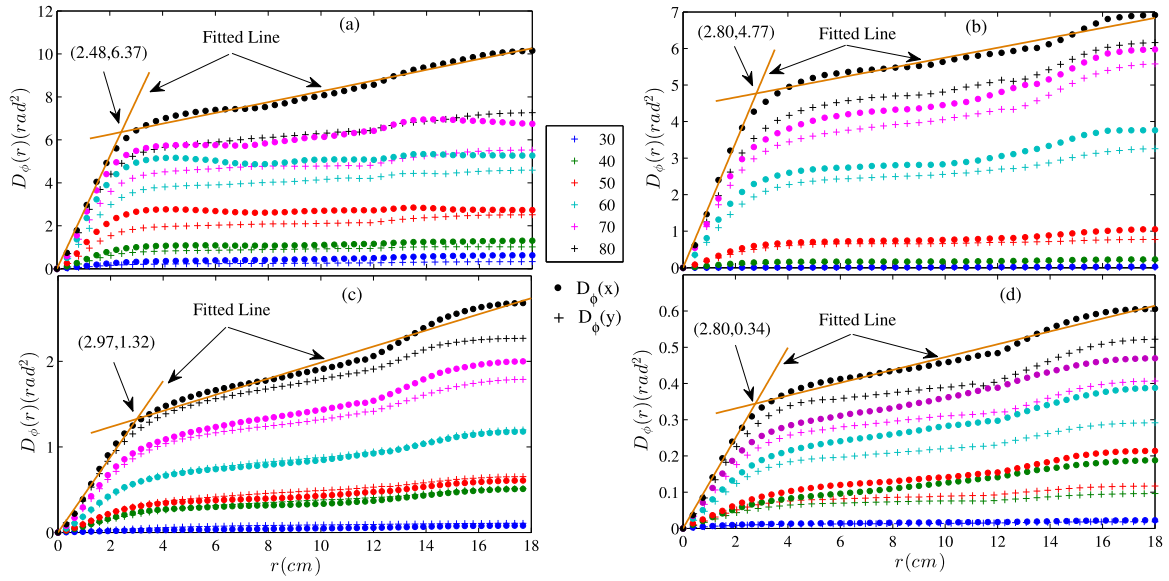 (a)
(2.48,6.37)
Fitted Line
D_ϕ(r)(rad²)
12
10
8
6
4
2
0
0 2 4 6 8 10 12 14 16 18
(b)
(2.80,4.77)
Fitted Line
D_ϕ(r)(rad²)
7
6
5
4
3
2
1
0
0 2 4 6 8 10 12 14 16 18
30
40
50
60
70
80
D_ϕ(x)
D_ϕ(y)
(c)
(2.97,1.32)
Fitted Line
D_ϕ(r)(rad²)
2
1
0
0 2 4 6 8 10 12 14 16 18
r(cm)
(d)
(2.80,0.34)
Fitted Line
D_ϕ(r)(rad²)
0.6
0.5
0.4
0.3
0.2
0.1
0
0 2 4 6 8 10 12 14 16 18
r(cm)